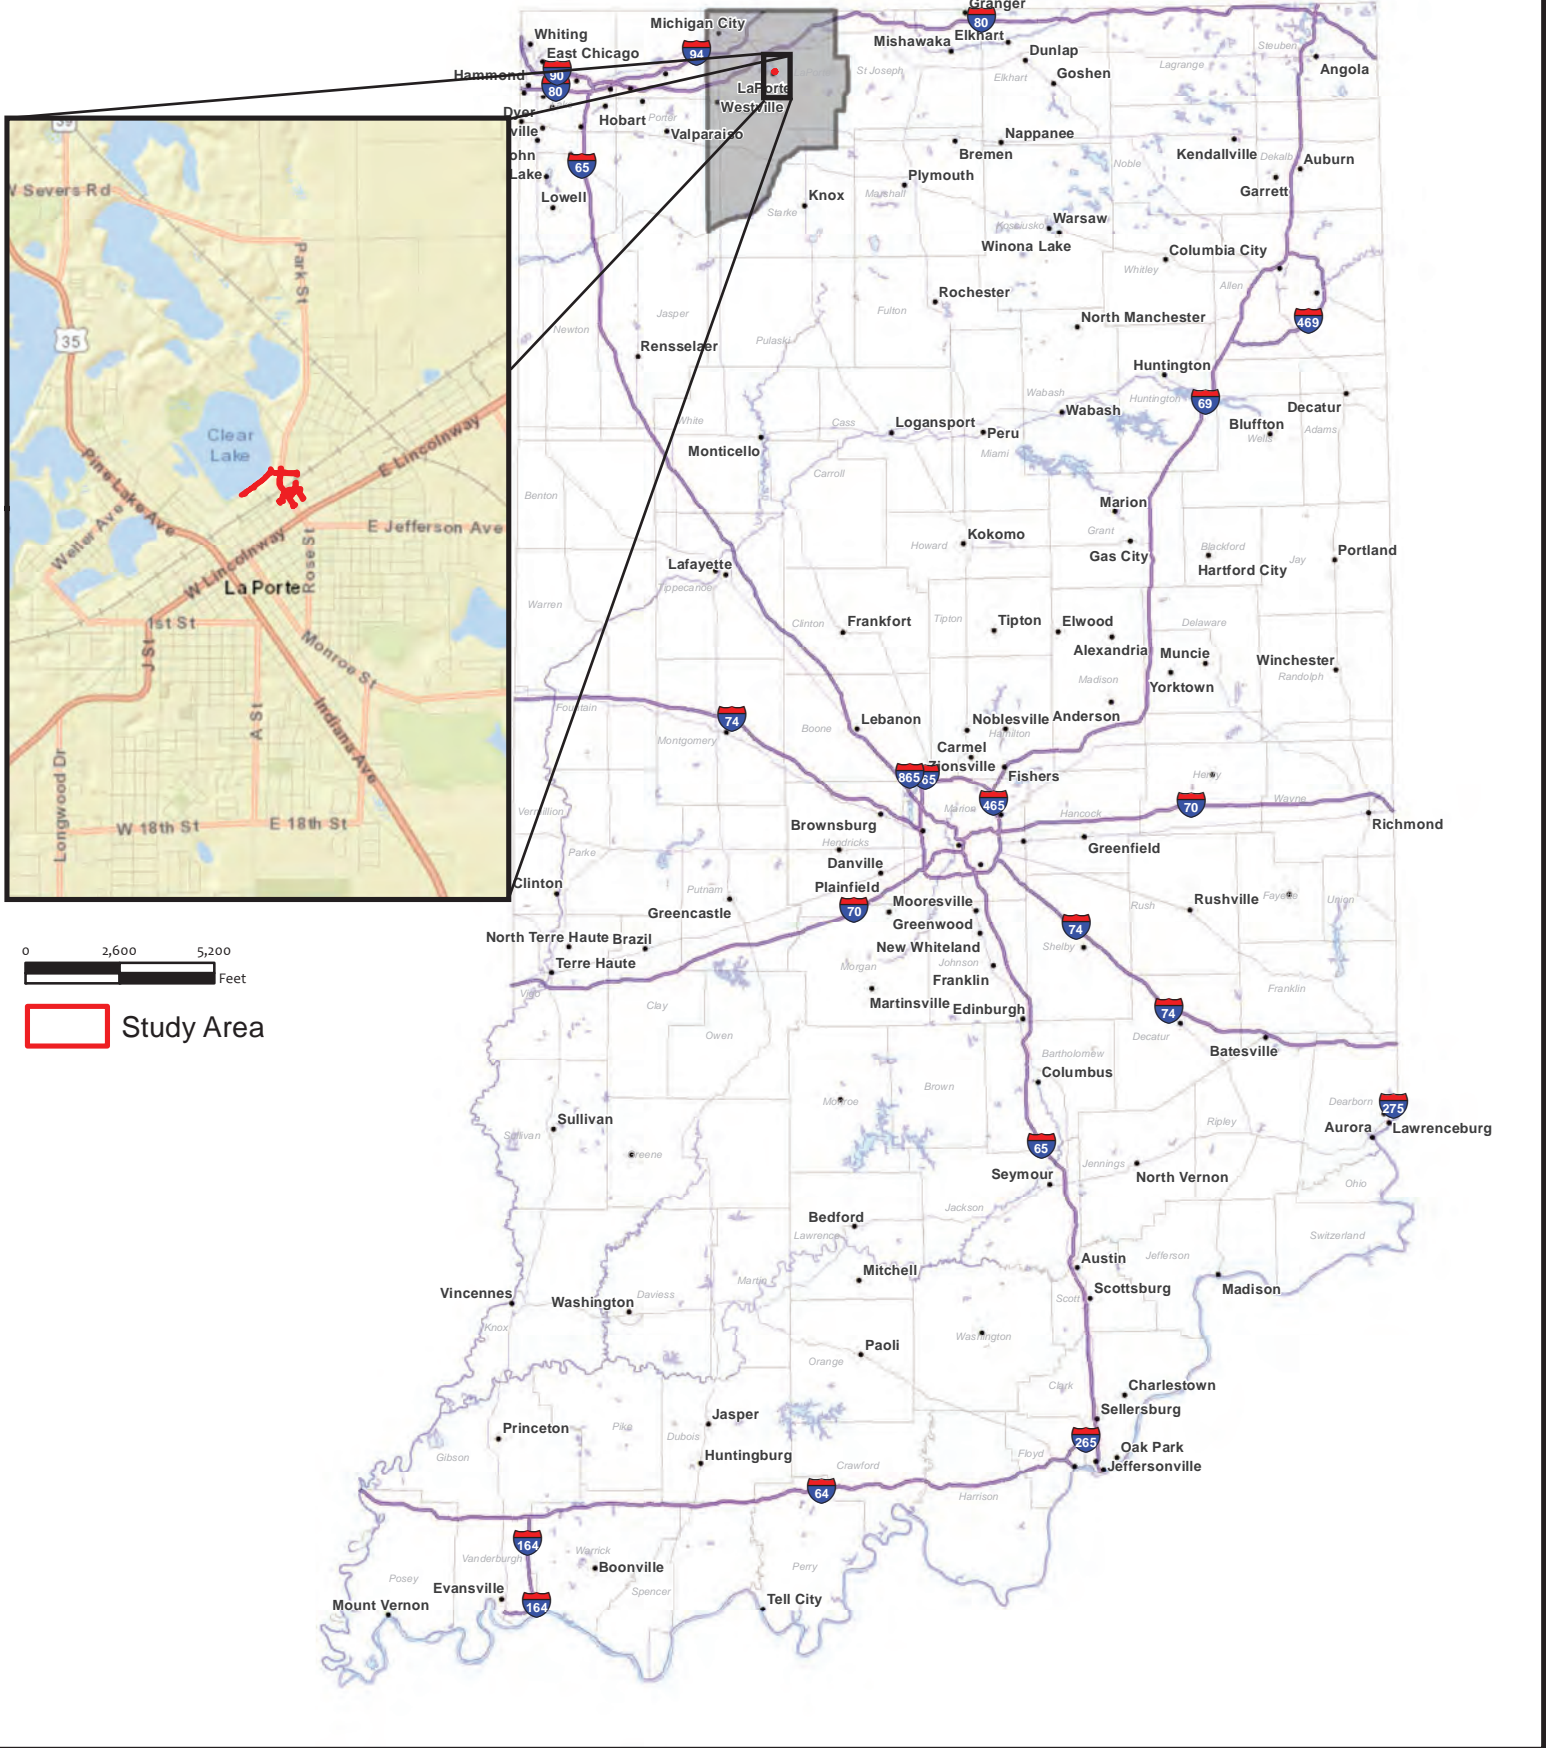 Granger
80
Michigan City
Whiting
Mishawaka
Elkhart
Steuben
East Chicago
94
Dunlap
Lagrange
Angola
Hammond
90
80
LaPorte
St Joseph
Elkhart
Goshen
LaPorte
Westville
Dyer
Hobart
Porter
Valparaiso
ville
Nappanee
Bremen
Kendallville
Dekalb
Auburn
ohn
65
Noble
Lake
Plymouth
Garrett
Lowell
Marshall
Knox
Starke
Kosciusko
Warsaw
Winona Lake
Columbia City
Whitley
Allen
Rochester
Fulton
Jasper
Newton
North Manchester
469
Pulaski
Rensselaer
Huntington
Wabash
Huntington
69
Decatur
Wabash
White
Cass
Logansport
Peru
Bluffton
Wells
Adams
Monticello
Miami
Carroll
Benton
Marion
Grant
Kokomo
Howard
Gas City
Blackford
Hartford City
Jay
Portland
Lafayette
Tippecanoe
Warren
Clinton
Frankfort
Tipton
Tipton
Elwood
Delaware
Alexandria
Muncie
Winchester
Randolph
Madison
Yorktown
Fountain
74
Montgomery
Boone
Lebanon
Noblesville
Anderson
Hamilton
Carmel
Zionsville
865
65
Fishers
Henry
465
70
Wayne
Vermillion
Marion
Hancock
Brownsburg
Richmond
Hendricks
Greenfield
Parke
Danville
Clinton
Putnam
Plainfield
Greencastle
70
Mooresville
Rush
Rushville
Fayette
Union
Greenwood
74
North Terre Haute
Brazil
New Whiteland
Shelby
Terre Haute
Morgan
Johnson
Franklin
Franklin
Vigo
Clay
Martinsville
Edinburgh
74
Owen
Decatur
Batesville
Bartholomew
Columbus
Brown
Monroe
Dearborn
275
Sullivan
Sullivan
Ripley
Aurora
Lawrenceburg
Greene
65
Jennings
Seymour
North Vernon
Ohio
Bedford
Jackson
Lawrence
Switzerland
Jefferson
Austin
Mitchell
Martin
Vincennes
Washington
Daviess
Scott
Scottsburg
Madison
Knox
Washington
Paoli
Orange
Clark
Charlestown
Jasper
Sellersburg
Princeton
Pike
Dubois
265
Oak Park
Gibson
Huntingburg
Crawford
Floyd
Jeffersonville
64
Harrison
164
Warrick
Vanderburgh
Boonville
Perry
Posey
Evansville
164
Spencer
Mount Vernon
Tell City
39
W Severs Rd
Park St
35
Clear
Lake
Pine Lake Ave
E Lincolnway
Weller Ave
E Jefferson Ave
W Lincolnway
Rose St
La Porte
1st St
J St
Monroe St
A St
Indiana Ave
Longwood Dr
W 18th St
E 18th St
0 2,600 5,200
Feet
Study Area